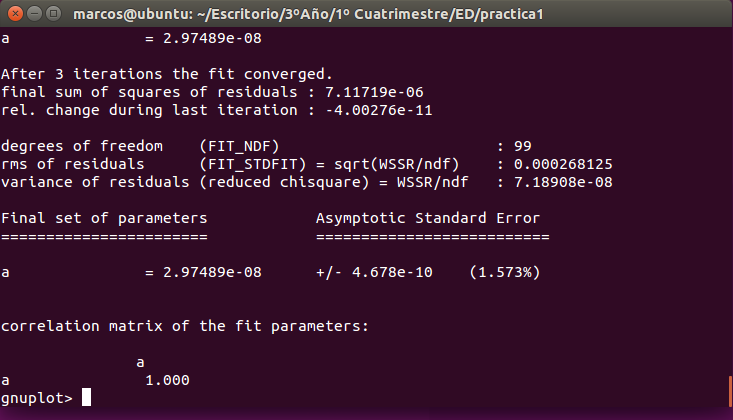 marcos@ubuntu: ~/Escritorio/3ºAño/1º Cuatrimestre/ED/practica1
a = 2.97489e-08
After 3 iterations the fit converged.
final sum of squares of residuals : 7.11719e-06
rel. change during last iteration : -4.00276e-11
degrees of freedom (FIT_NDF) : 99
rms of residuals (FIT_STDFIT) = sqrt(WSSR/ndf) : 0.000268125
variance of residuals (reduced chisquare) = WSSR/ndf : 7.18908e-08
Final set of parameters Asymptotic Standard Error
======================= ==========================
a = 2.97489e-08 +/- 4.678e-10 (1.573%)
correlation matrix of the fit parameters:
a
a 1.000
gnuplot>